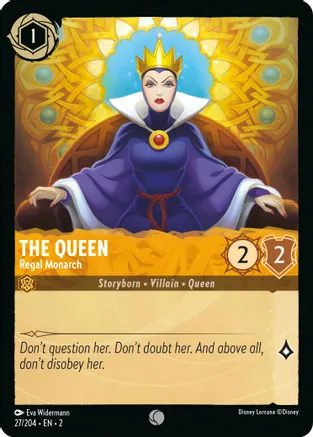 1
THE QUEEN
Regal Monarch
2
2
Storyborn • Villain • Queen
Don't question her. Don't doubt her. And above all,
don't disobey her.
Eva Widermann
27/204 • EN • 2
Disney Lorcana ©Disney